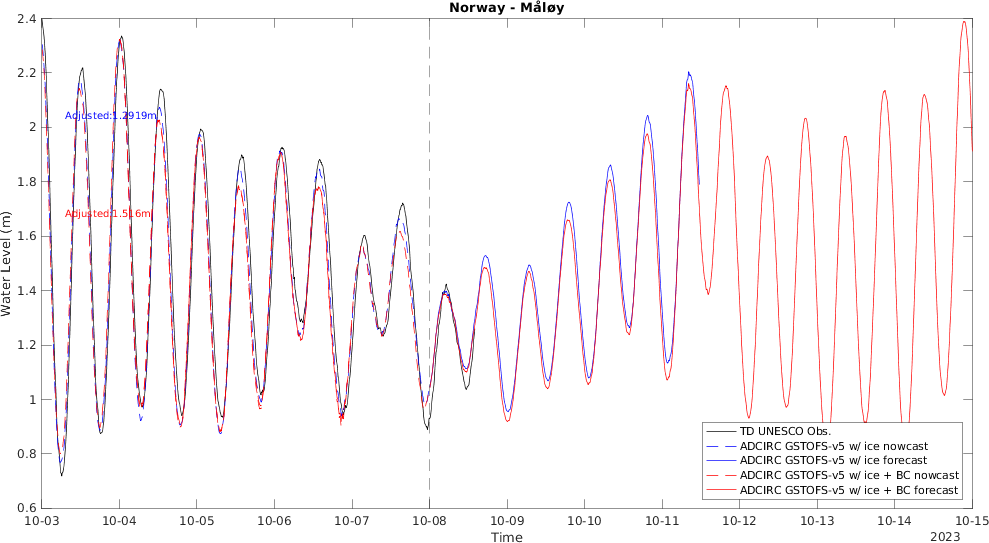 Norway - Måløy
Water Level (m)
2.4
2.2
2
1.8
1.6
1.4
1.2
1
0.8
0.6
Adjusted:1.2919m
Adjusted:1.516m
TD UNESCO Obs.
ADCIRC GSTOFS-v5 w/ ice nowcast
ADCIRC GSTOFS-v5 w/ ice forecast
ADCIRC GSTOFS-v5 w/ ice + BC nowcast
ADCIRC GSTOFS-v5 w/ ice + BC forecast
10-03 10-04 10-05 10-06 10-07 10-08 10-09 10-10 10-11 10-12 10-13 10-14 10-15
Time
2023